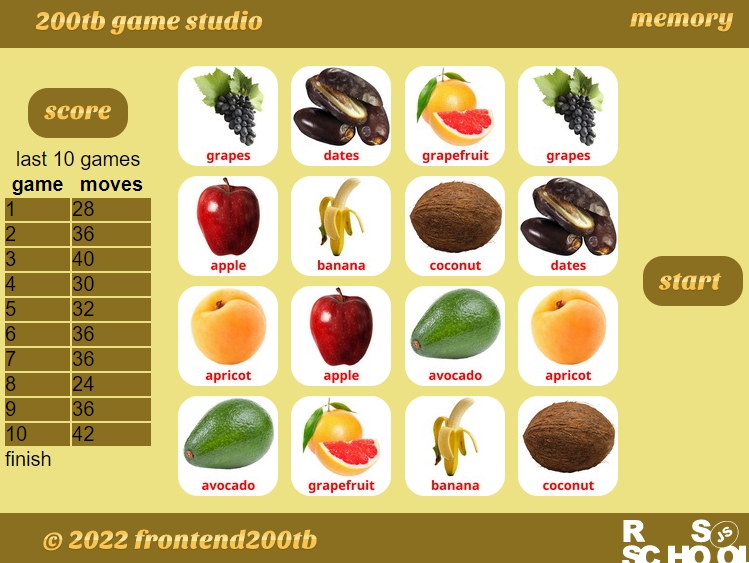 200tb game studio
memory
score
last 10 games
game moves
1 28
2 36
3 40
4 30
5 32
6 36
7 36
8 24
9 36
10 42
finish
grapes dates grapefruit grapes
apple banana coconut dates
apricot apple avocado apricot
avocado grapefruit banana coconut
start
© 2022 frontend200tb
R S JS
SCHOOL